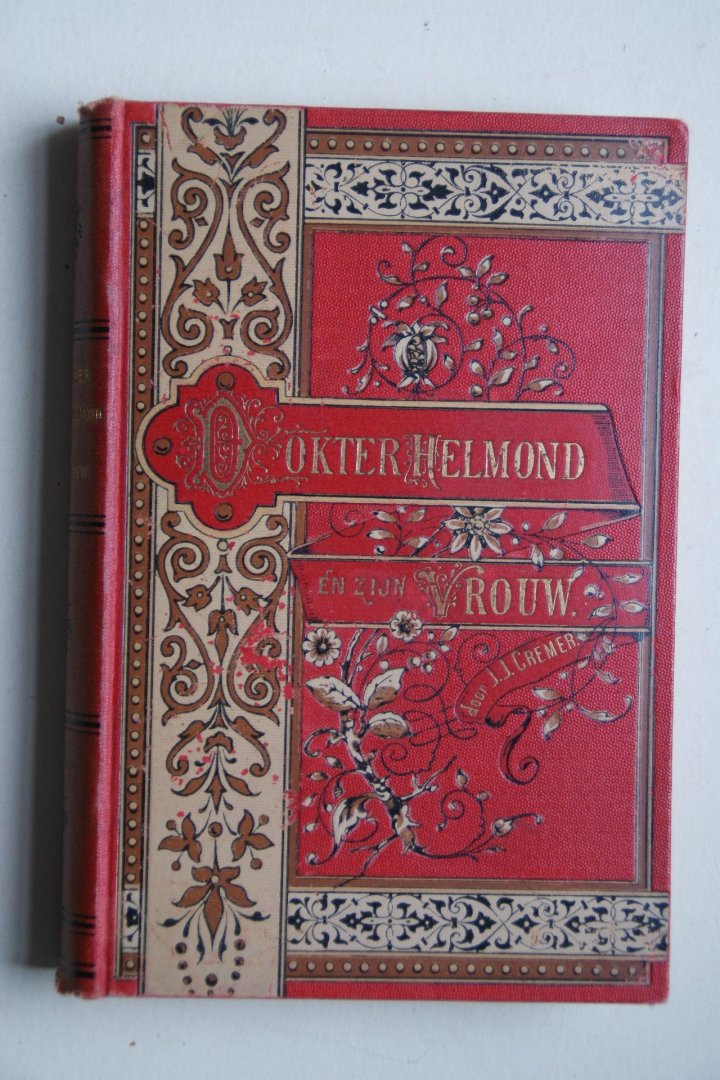 DOKTER HELMOND
EN ZIJN VROUW.
door J.J. CREMER